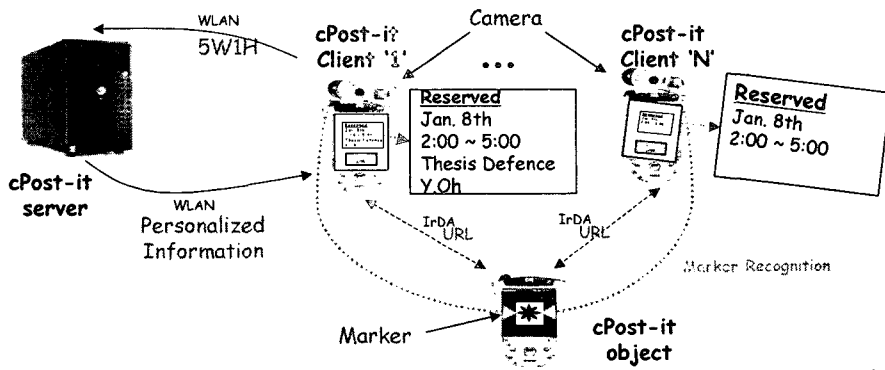 WLAN
5W1H
cPost-it
Client '1'
Camera
...
cPost-it
Client 'N'
Reserved
Jan. 8th
2:00 ~ 5:00
Thesis Defence
Y.Oh
Reserved
Jan. 8th
2:00 ~ 5:00
cPost-it
server
WLAN
Personalized
Information
IrDA
URL
IrDA
URL
Marker Recognition
Marker
cPost-it
object